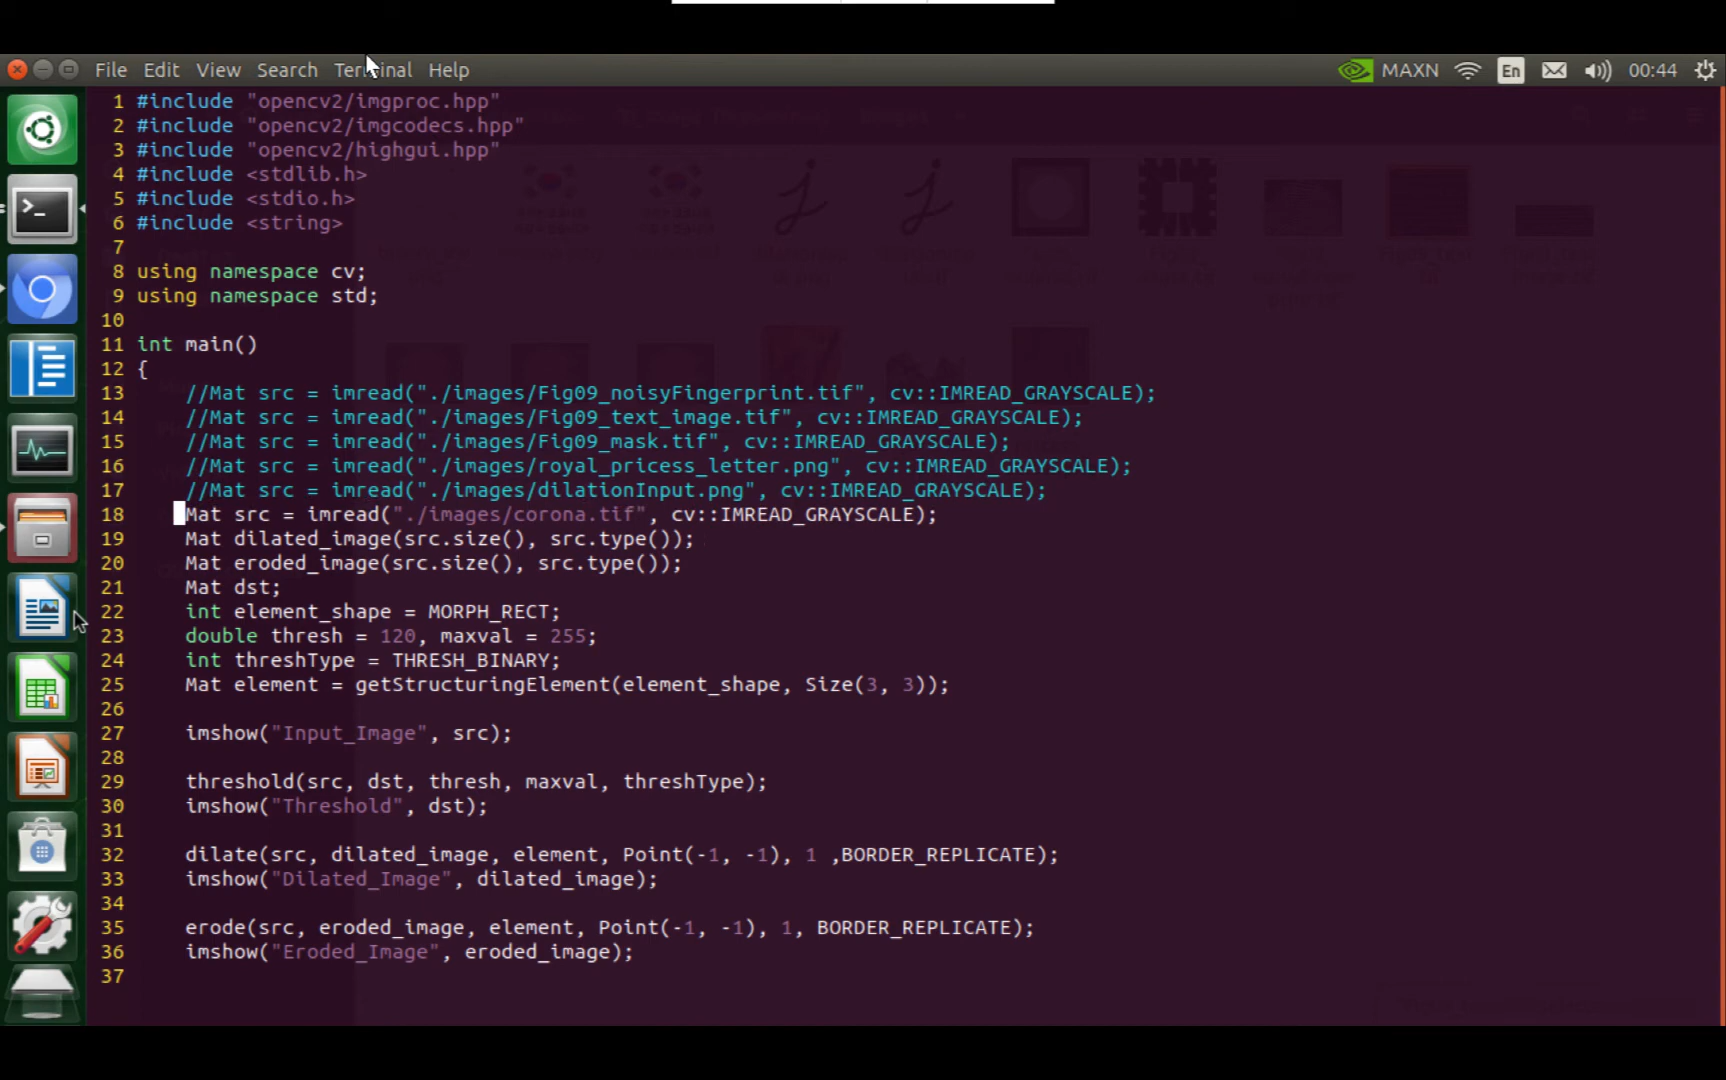 File Edit View Search Terminal Help MAXN En 00:44
1 #include "opencv2/imgproc.hpp"
2 #include "opencv2/imgcodecs.hpp"
3 #include "opencv2/highgui.hpp"
4 #include <stdlib.h>
5 #include <stdio.h>
6 #include <string>
7
8 using namespace cv;
9 using namespace std;
10
11 int main()
12 {
13     //Mat src = imread("./images/Fig09_noisyFingerprint.tif", cv::IMREAD_GRAYSCALE);
14     //Mat src = imread("./images/Fig09_text_image.tif", cv::IMREAD_GRAYSCALE);
15     //Mat src = imread("./images/Fig09_mask.tif", cv::IMREAD_GRAYSCALE);
16     //Mat src = imread("./images/royal_pricess_letter.png", cv::IMREAD_GRAYSCALE);
17     //Mat src = imread("./images/dilationInput.png", cv::IMREAD_GRAYSCALE);
18     Mat src = imread("./images/corona.tif", cv::IMREAD_GRAYSCALE);
19     Mat dilated_image(src.size(), src.type());
20     Mat eroded_image(src.size(), src.type());
21     Mat dst;
22     int element_shape = MORPH_RECT;
23     double thresh = 120, maxval = 255;
24     int threshType = THRESH_BINARY;
25     Mat element = getStructuringElement(element_shape, Size(3, 3));
26
27     imshow("Input_Image", src);
28
29     threshold(src, dst, thresh, maxval, threshType);
30     imshow("Threshold", dst);
31
32     dilate(src, dilated_image, element, Point(-1, -1), 1 ,BORDER_REPLICATE);
33     imshow("Dilated_Image", dilated_image);
34
35     erode(src, eroded_image, element, Point(-1, -1), 1, BORDER_REPLICATE);
36     imshow("Eroded_Image", eroded_image);
37